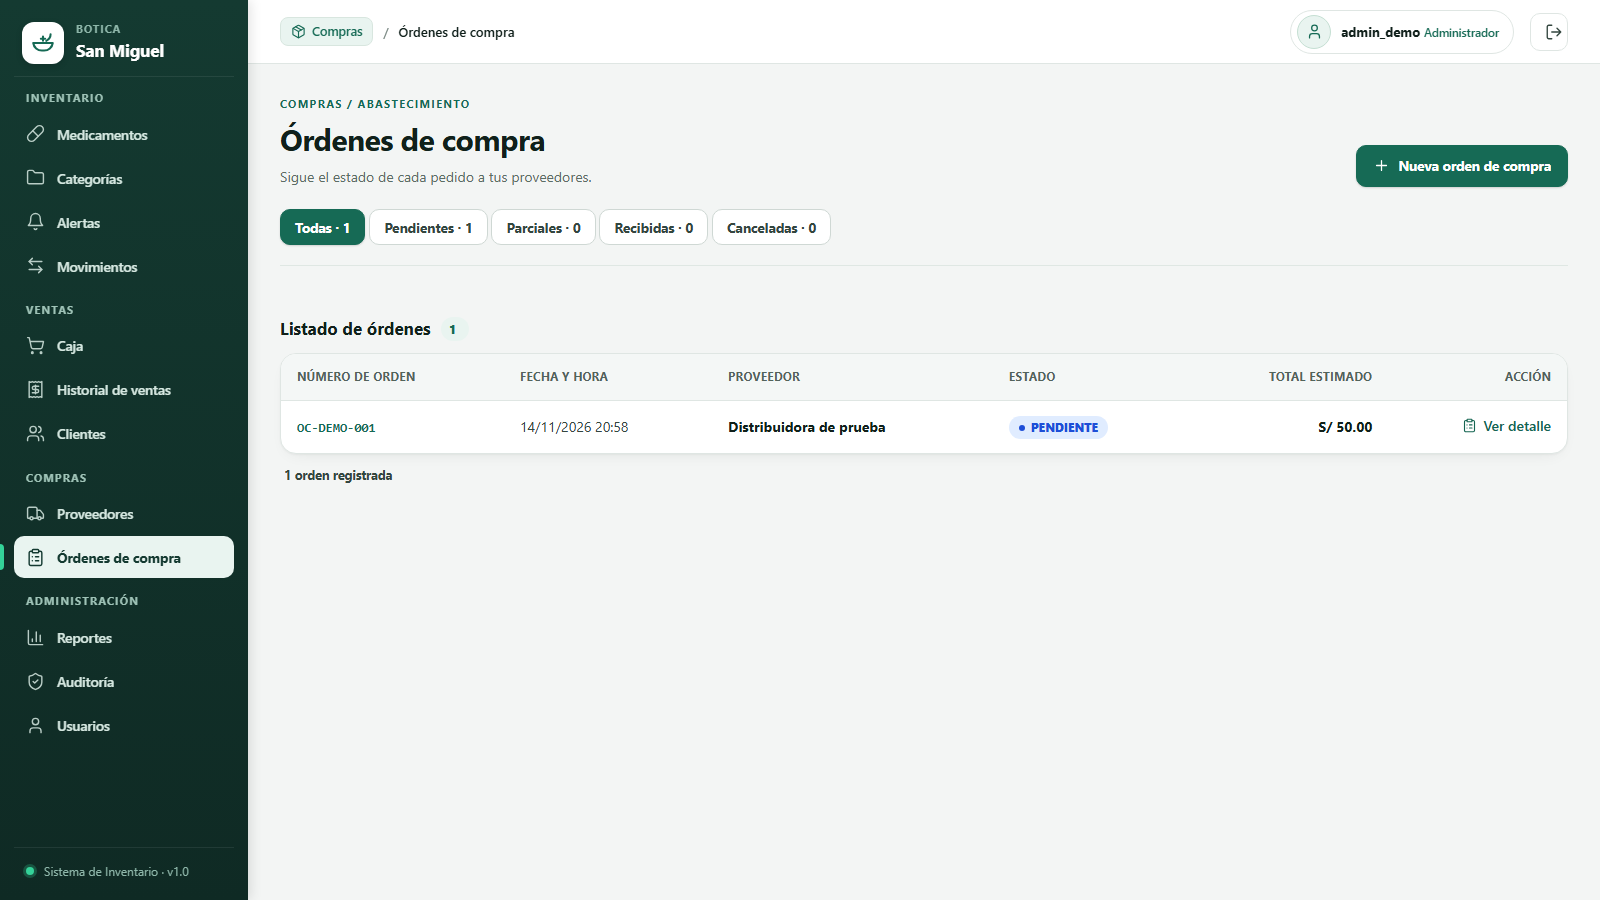 BOTICA
San Miguel
INVENTARIO
Medicamentos
Categorías
Alertas
Movimientos
VENTAS
Caja
Historial de ventas
Clientes
COMPRAS
Proveedores
Órdenes de compra
ADMINISTRACIÓN
Reportes
Auditoría
Usuarios
Sistema de Inventario · v1.0
Compras / Órdenes de compra
admin_demo Administrador
COMPRAS / ABASTECIMIENTO
Órdenes de compra
Sigue el estado de cada pedido a tus proveedores.
Nueva orden de compra
Todas · 1 Pendientes · 1 Parciales · 0 Recibidas · 0 Canceladas · 0
Listado de órdenes 1
NÚMERO DE ORDEN FECHA Y HORA PROVEEDOR ESTADO TOTAL ESTIMADO ACCIÓN
OC-DEMO-001 14/11/2026 20:58 Distribuidora de prueba PENDIENTE S/ 50.00 Ver detalle
1 orden registrada